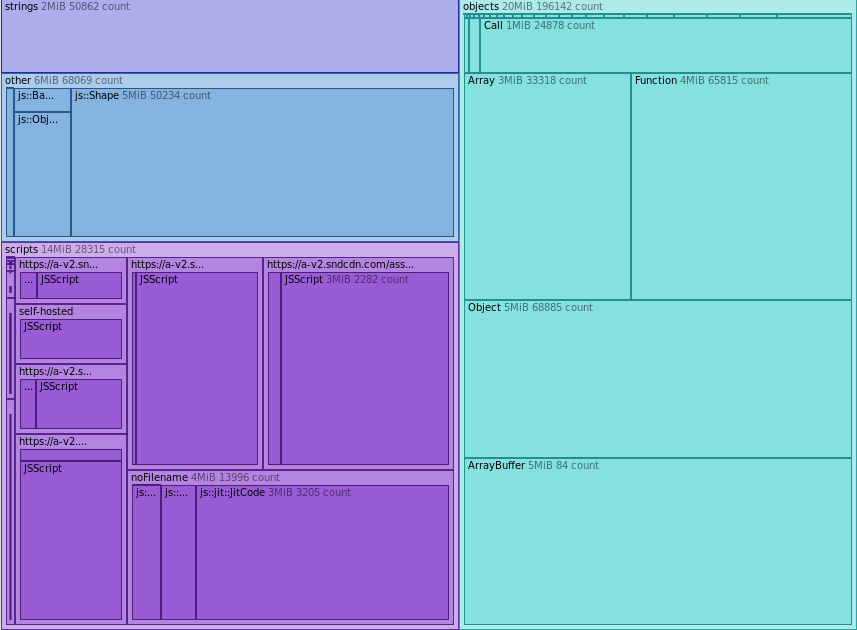 strings 2MiB 50862 count
other 6MiB 68069 count
js::Ba...
js::Shape 5MiB 50234 count
js::Obj...
scripts 14MiB 28315 count
https://a-v2.sn...
... JSScript
self-hosted
JSScript
https://a-v2.s...
... JSScript
https://a-v2....
JSScript
https://a-v2.s...
JSScript
https://a-v2.sndcdn.com/ass...
JSScript 3MiB 2282 count
noFilename 4MiB 13996 count
js:...
js::...
js::jit::JitCode 3MiB 3205 count
objects 20MiB 196142 count
Call 1MiB 24878 count
Array 3MiB 33318 count
Function 4MiB 65815 count
Object 5MiB 68885 count
ArrayBuffer 5MiB 84 count